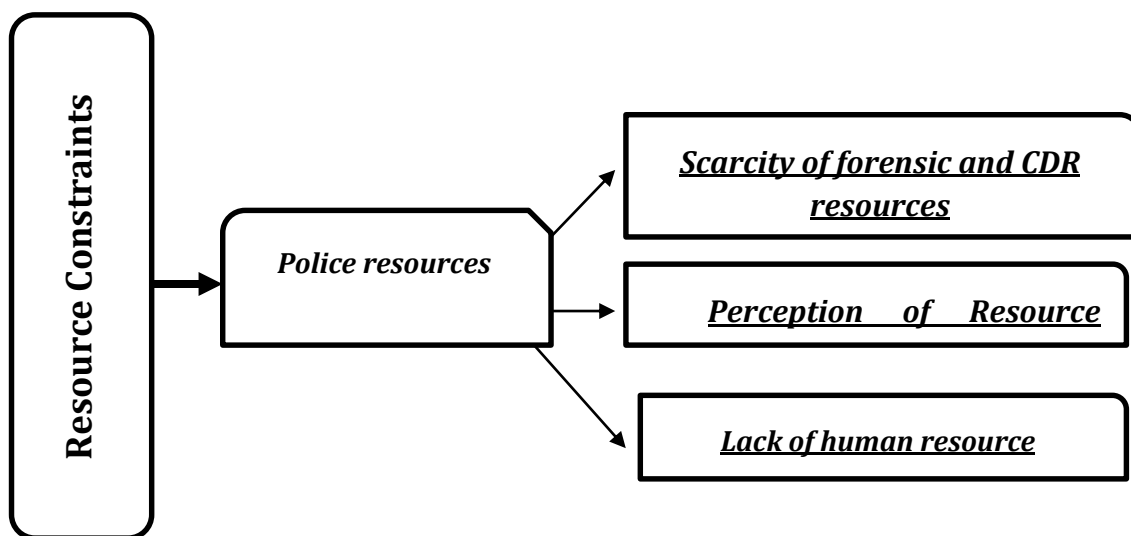 Resource Constraints
Police resources
Scarcity of forensic and CDR
resources
Perception of Resource
Lack of human resource